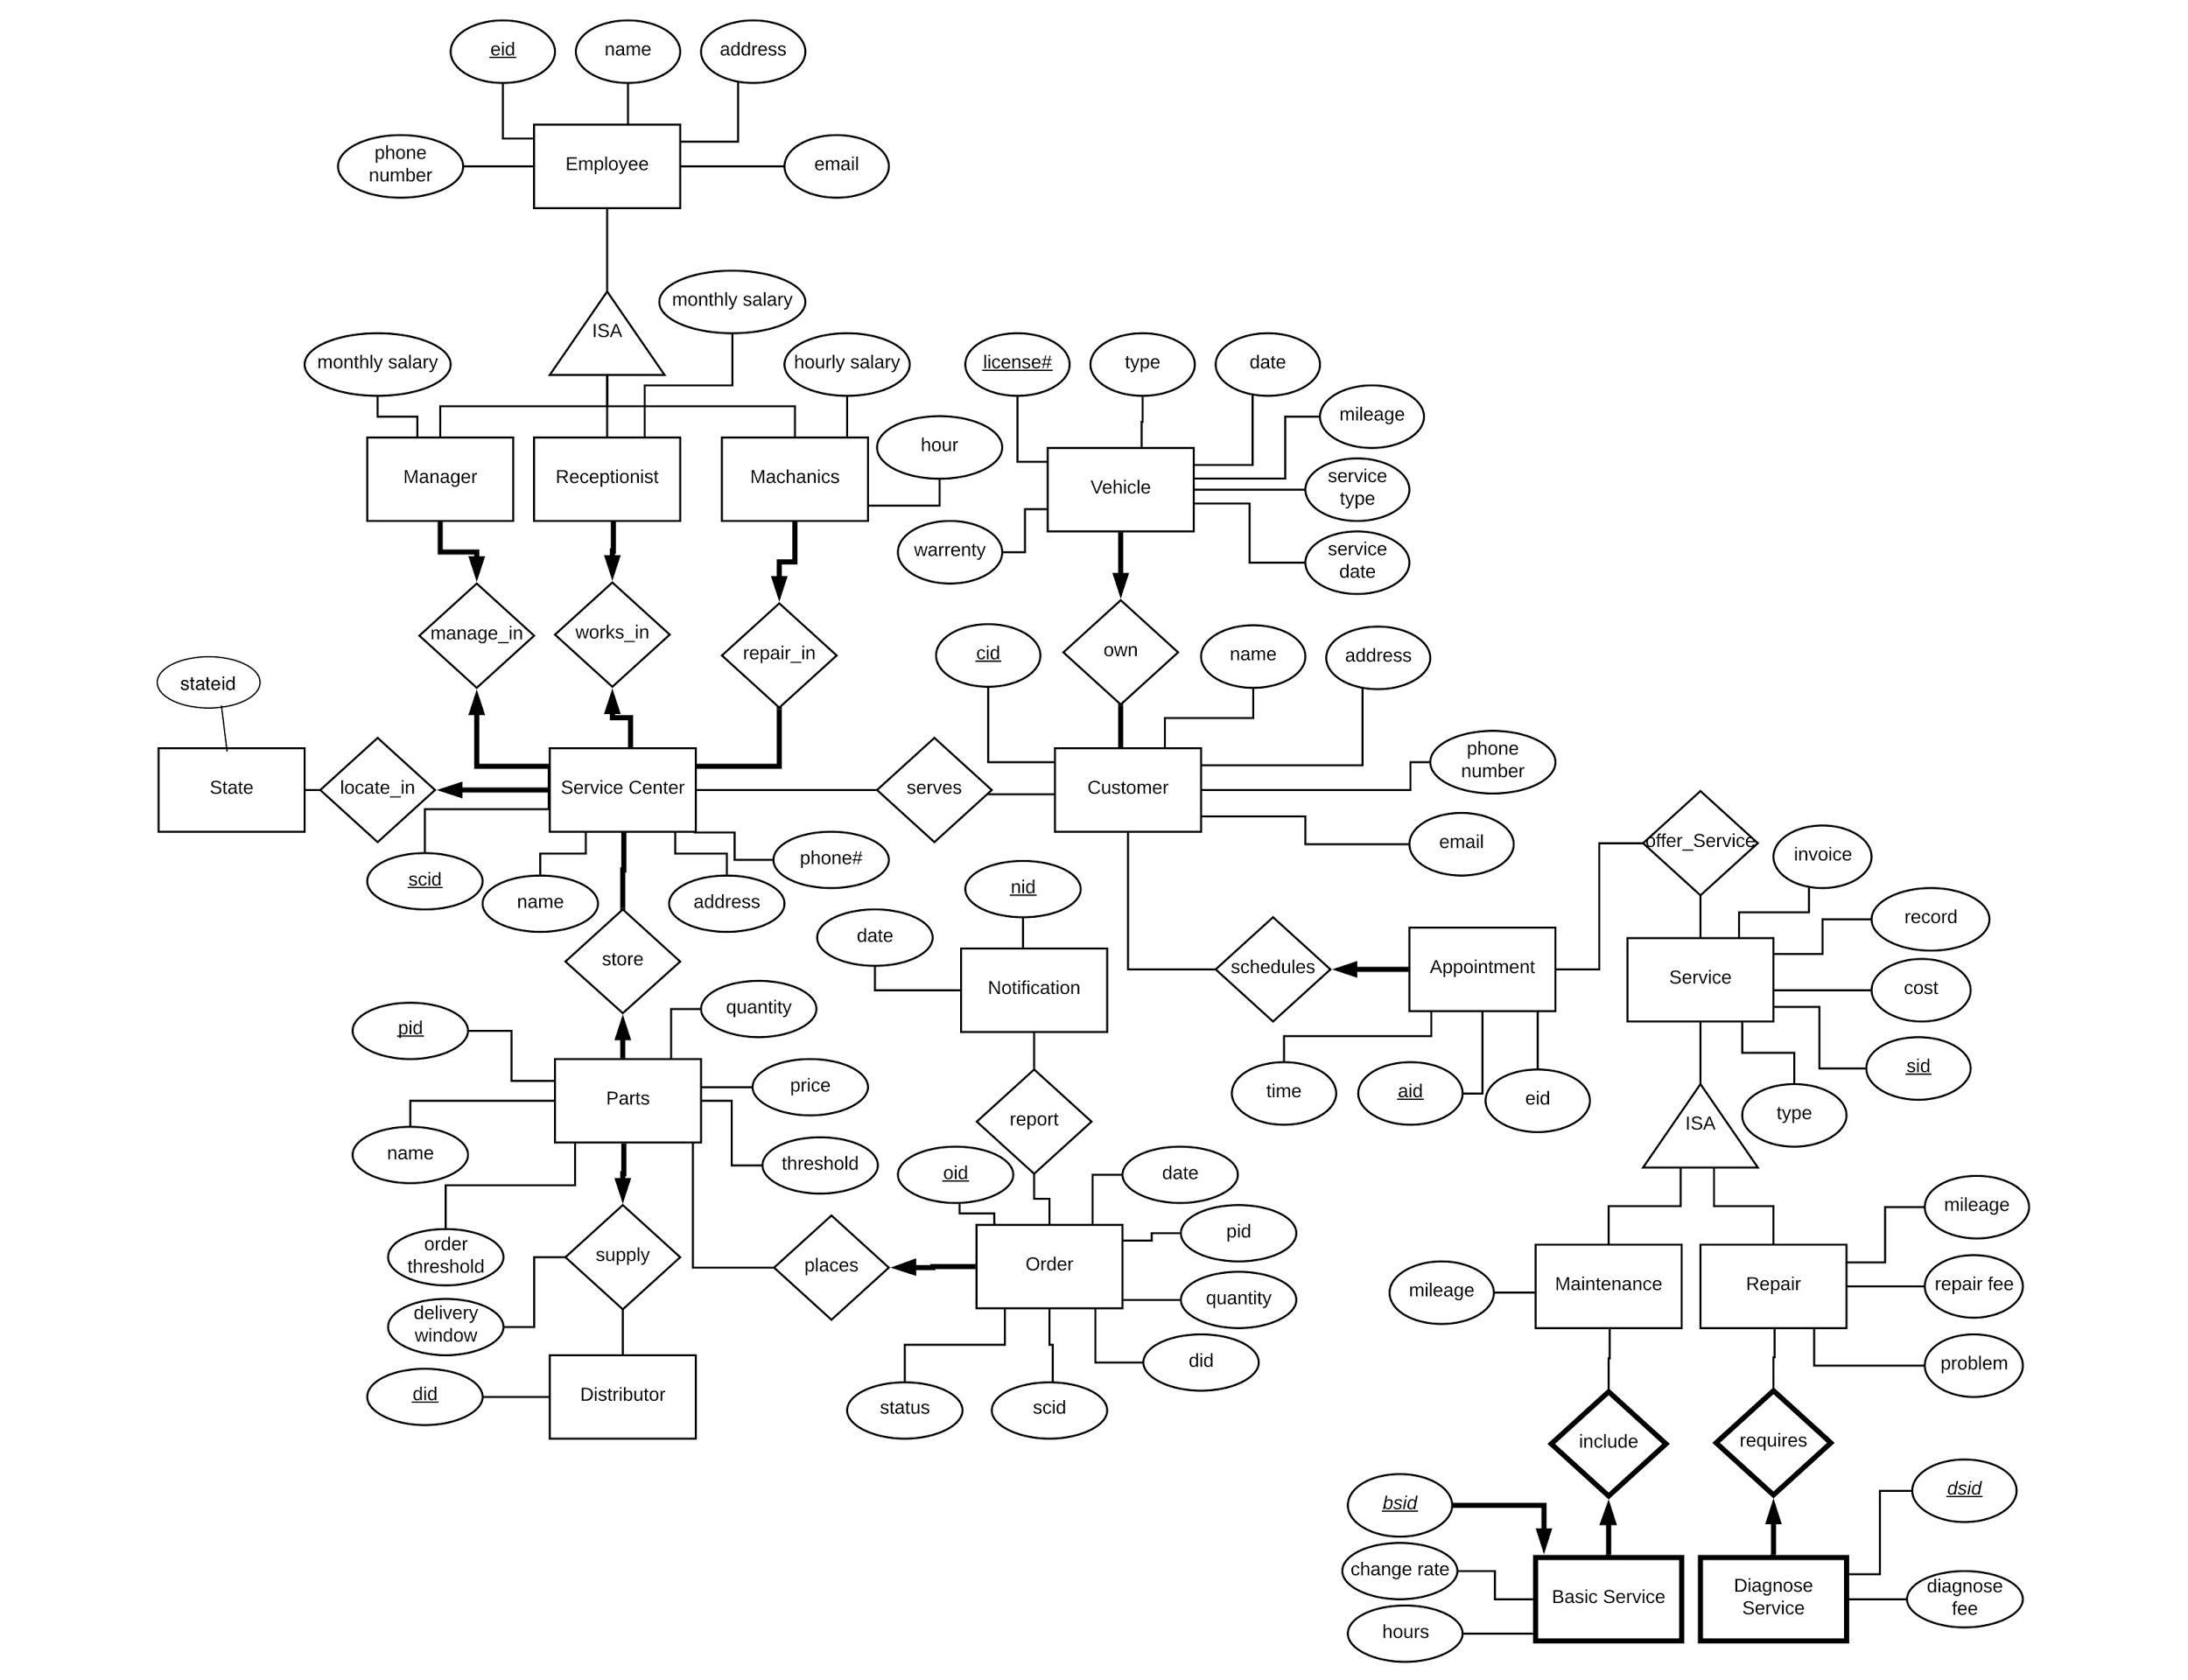 eid
name
address
phone
number
Employee
email
monthly salary
ISA
monthly salary
hourly salary
license#
type
date
mileage
hour
Manager
Receptionist
Machanics
Vehicle
service
type
warrenty
service
date
manage_in
works_in
repair_in
cid
own
name
address
stateid
phone
number
State
locate_in
Service Center
serves
Customer
email
offer_Service
invoice
phone#
scid
name
address
nid
record
date
store
schedules
Appointment
Service
Notification
cost
quantity
pid
sid
price
time
aid
eid
Parts
report
type
ISA
name
threshold
oid
date
mileage
pid
order
threshold
supply
places
Order
Maintenance
Repair
repair fee
mileage
quantity
delivery
window
did
problem
did
Distributor
status
scid
include
requires
bsid
dsid
change rate
Basic Service
Diagnose
Service
diagnose
fee
hours